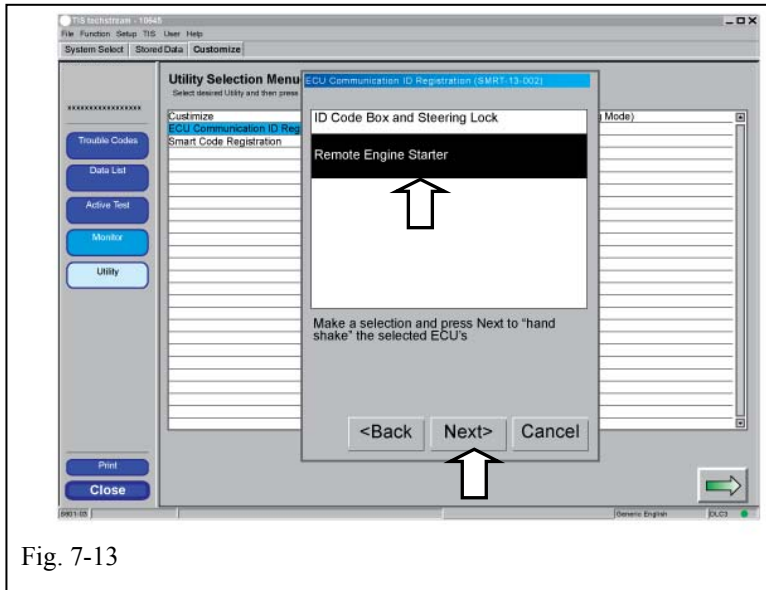 TIS techstream - 10645
File Function Setup TIS User Help
System Select Stored Data Customize
Utility Selection Menu
Select desired Utility and then press
ECU Communication ID Registration (SMRT-13-002)
****************
Custimize
ECU Communication ID Reg
Smart Code Registration
g Mode)
ID Code Box and Steering Lock
Remote Engine Starter
Trouble Codes
Data List
Active Test
Monitor
Utility
Make a selection and press Next to "hand
shake" the selected ECU's
<Back Next> Cancel
Print
Close
Generic English DLC3
Fig. 7-13